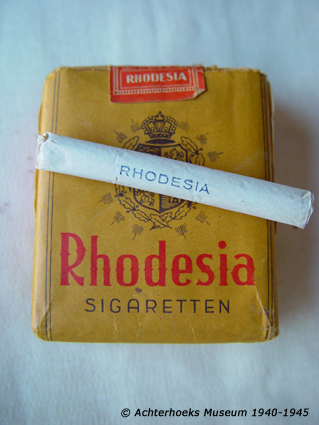 RHODESIA
RHODESIA
Rhodesia
SIGARETTEN
© Achterhoeks Museum 1940-1945